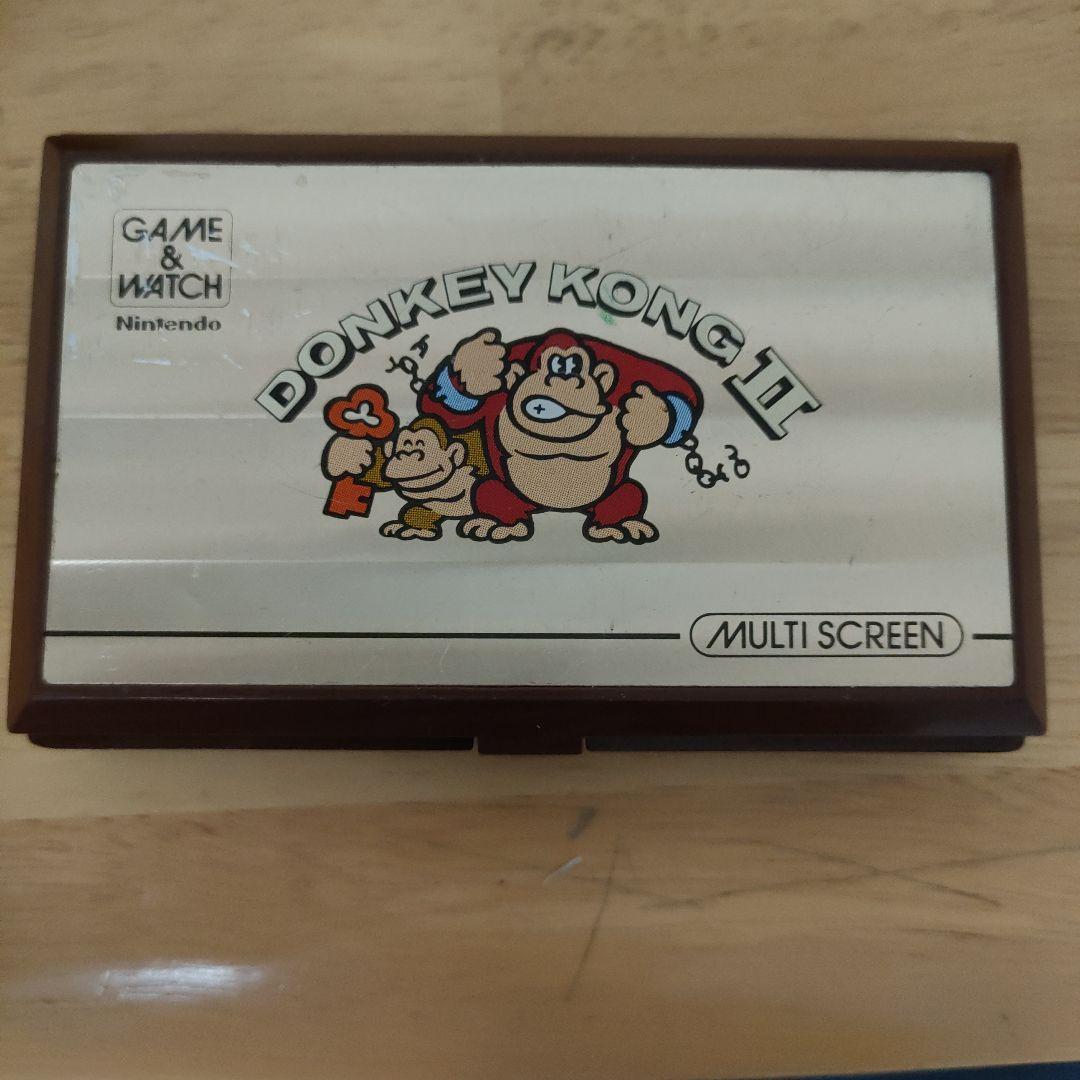 GAME
&
WATCH
Nintendo
DONKEY KONG II
MULTI SCREEN